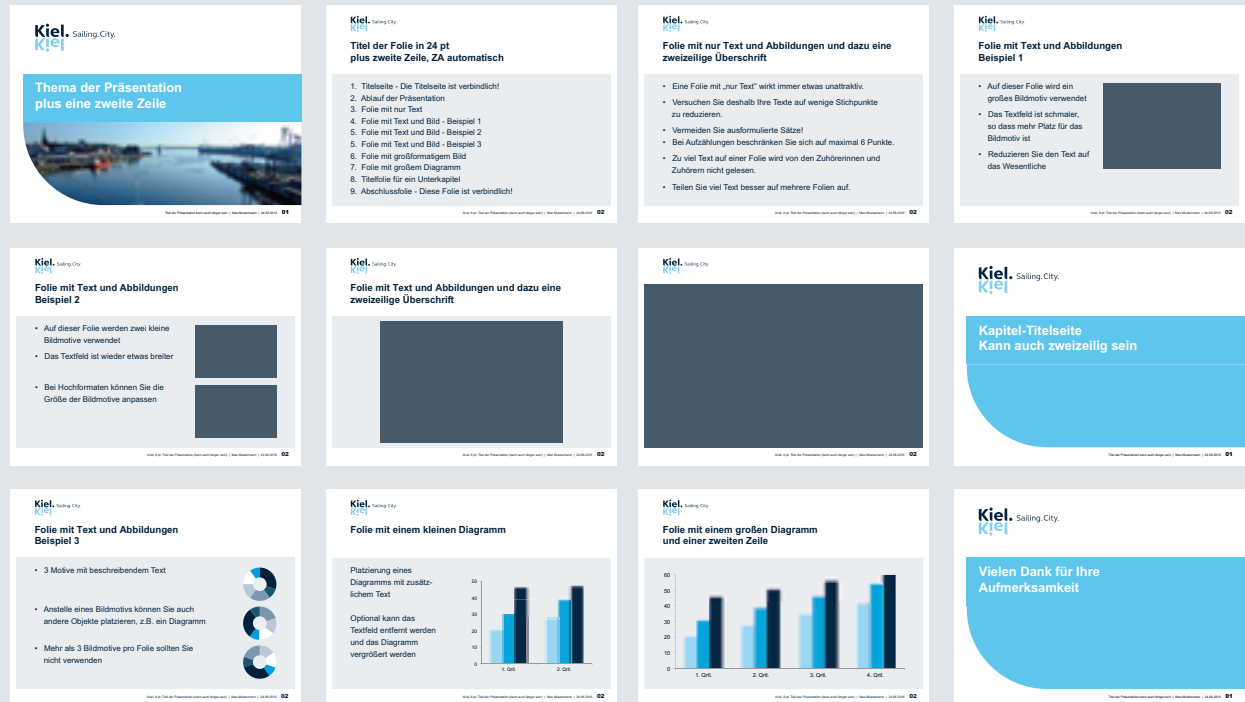 Kiel. Sailing.City.
Thema der Präsentation
plus eine zweite Zeile
Titel der Präsentation (kann auch länger sein) | Max Mustermann | 24.08.2016 01
Kiel. Sailing.City.
Titel der Folie in 24 pt
plus zweite Zeile, ZA automatisch
1. Titelseite - Die Titelseite ist verbindlich!
2. Ablauf der Präsentation
3. Folie mit nur Text
4. Folie mit Text und Bild - Beispiel 1
5. Folie mit Text und Bild - Beispiel 2
5. Folie mit Text und Bild - Beispiel 3
6. Folie mit großformatigem Bild
7. Folie mit großem Diagramm
8. Titelfolie für ein Unterkapitel
9. Abschlussfolie - Diese Folie ist verbindlich!
02
Kiel. Sailing.City.
Folie mit nur Text und Abbildungen und dazu eine
zweizeilige Überschrift
• Eine Folie mit „nur Text" wirkt immer etwas unattraktiv.
• Versuchen Sie deshalb Ihre Texte auf wenige Stichpunkte
zu reduzieren.
• Vermeiden Sie ausformulierte Sätze!
• Bei Aufzählungen beschränken Sie sich auf maximal 6 Punkte.
• Zu viel Text auf einer Folie wird von den Zuhörerinnen und
Zuhörern nicht gelesen.
• Teilen Sie viel Text besser auf mehrere Folien auf.
02
Kiel. Sailing.City.
Folie mit Text und Abbildungen
Beispiel 1
• Auf dieser Folie wird ein
großes Bildmotiv verwendet
• Das Textfeld ist schmaler,
so dass mehr Platz für das
Bildmotiv ist
• Reduzieren Sie den Text auf
das Wesentliche
02
Kiel. Sailing.City.
Folie mit Text und Abbildungen
Beispiel 2
• Auf dieser Folie werden zwei kleine
Bildmotive verwendet
• Das Textfeld ist wieder etwas breiter
• Bei Hochformaten können Sie die
Größe der Bildmotive anpassen
02
Kiel. Sailing.City.
Folie mit Text und Abbildungen und dazu eine
zweizeilige Überschrift
02
Kiel. Sailing.City.
02
Kiel. Sailing.City.
Kapitel-Titelseite
Kann auch zweizeilig sein
01
Kiel. Sailing.City.
Folie mit Text und Abbildungen
Beispiel 3
• 3 Motive mit beschreibendem Text
• Anstelle eines Bildmotivs können Sie auch
andere Objekte platzieren, z.B. ein Diagramm
• Mehr als 3 Bildmotive pro Folie sollten Sie
nicht verwenden
02
Kiel. Sailing.City.
Folie mit einem kleinen Diagramm
Platzierung eines
Diagramms mit zusätz-
lichem Text
Optional kann das
Textfeld entfernt werden
und das Diagramm
vergrößert werden
50
40
30
20
10
0
1. Qrtl. 2. Qrtl.
02
Kiel. Sailing.City.
Folie mit einem großen Diagramm
und einer zweiten Zeile
60
50
40
30
20
10
0
1. Qrtl. 2. Qrtl. 3. Qrtl. 4. Qrtl.
02
Kiel. Sailing.City.
Vielen Dank für Ihre
Aufmerksamkeit
01